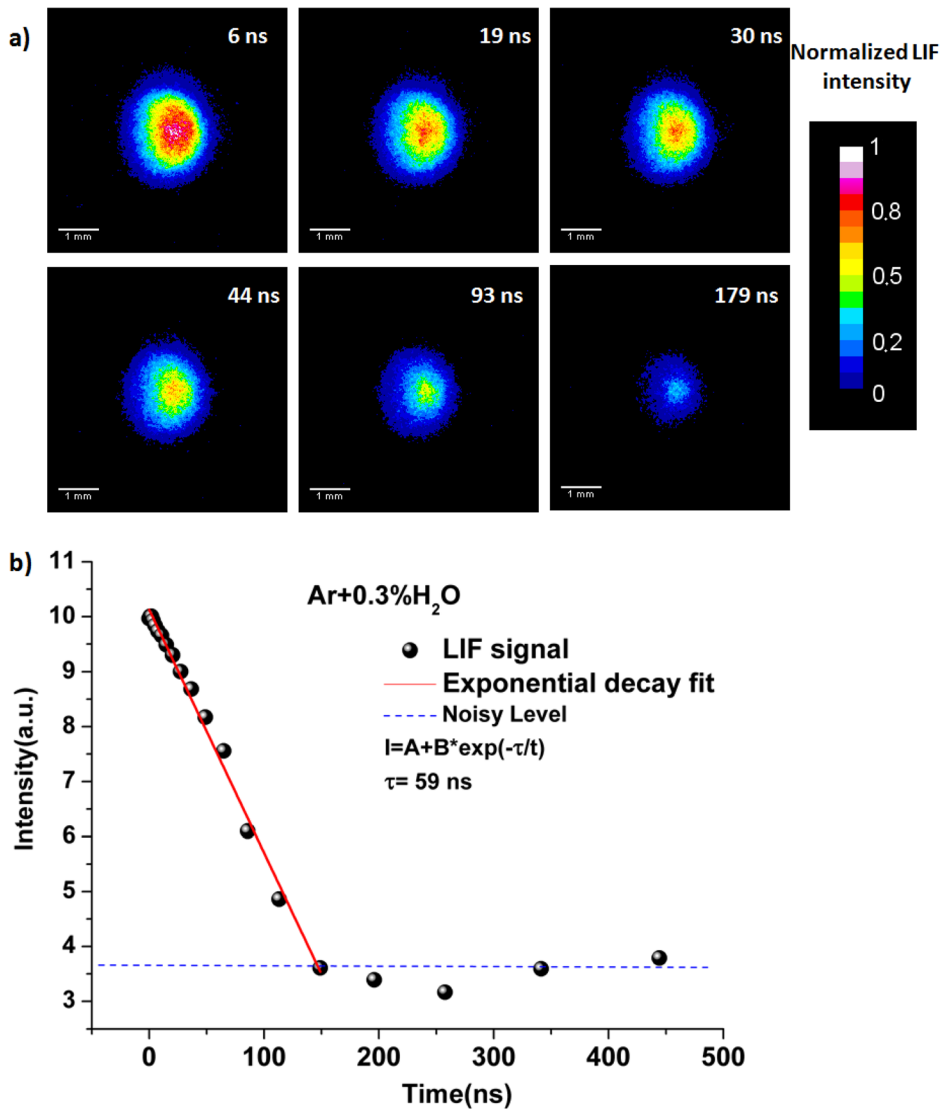 a)
6 ns
19 ns
30 ns
Normalized LIF
intensity
1 mm
1 mm
1 mm
1
0.8
0.5
0.2
0
44 ns
93 ns
179 ns
1 mm
1 mm
1 mm
b)
11
10
9
8
7
6
5
4
3
Intensity(a.u.)
Ar+0.3%H₂O
LIF signal
Exponential decay fit
Noisy Level
I=A+B*exp(-τ/t)
τ= 59 ns
0
100
200
300
400
500
Time(ns)